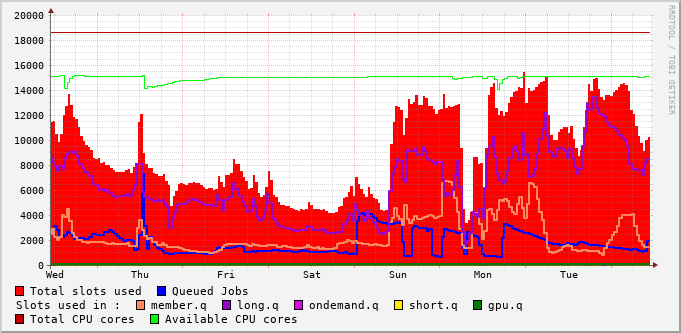 20000
18000
16000
14000
12000
10000
8000
6000
4000
2000
0
Wed Thu Fri Sat Sun Mon Tue
Total slots used Queued Jobs
Slots used in : member.q long.q ondemand.q short.q gpu.q
Total CPU cores Available CPU cores
RRDTOOL / TOBI OETIKER